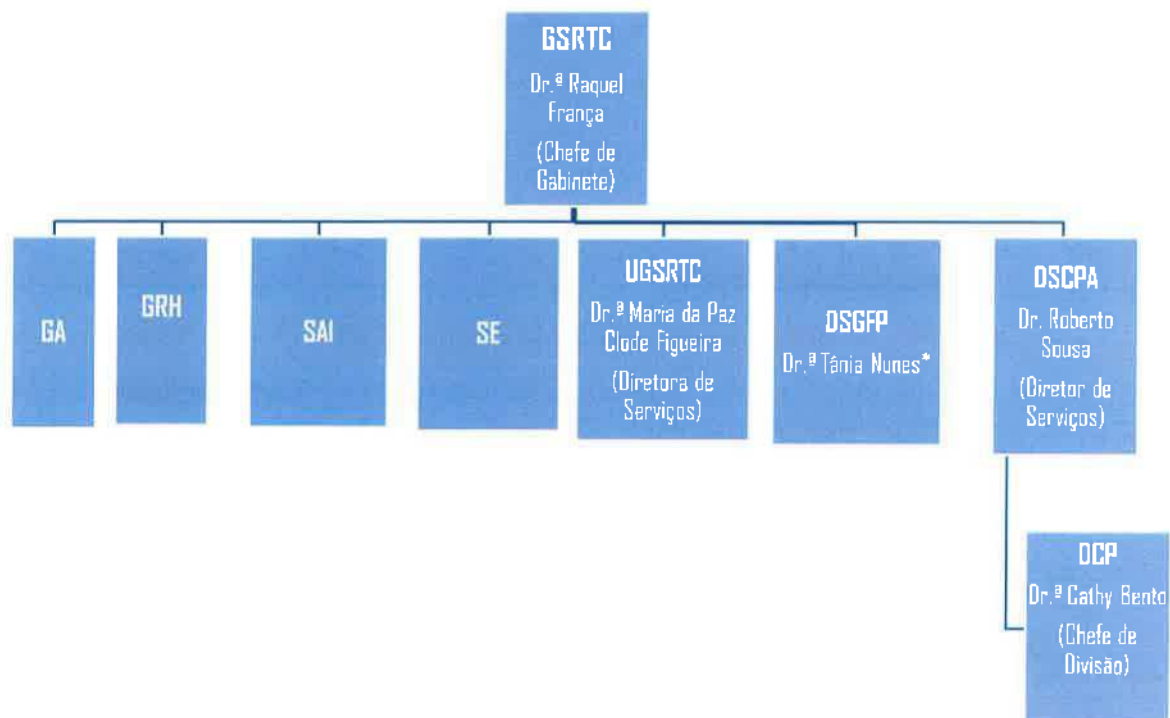 GSRTC
Dr.ª Raquel
França
(Chefe de
Gabinete)
GA
GRH
SAI
SE
UGSRTC
Dr.ª Maria da Paz
Clode Figueira
(Diretora de
Serviços)
DSGFP
Dr.ª Tánia Nunes*
DSCPA
Dr. Roberto
Sousa
(Diretor de
Serviços)
DCP
Dr.ª Cathy Bento
(Chefe de
Divisão)